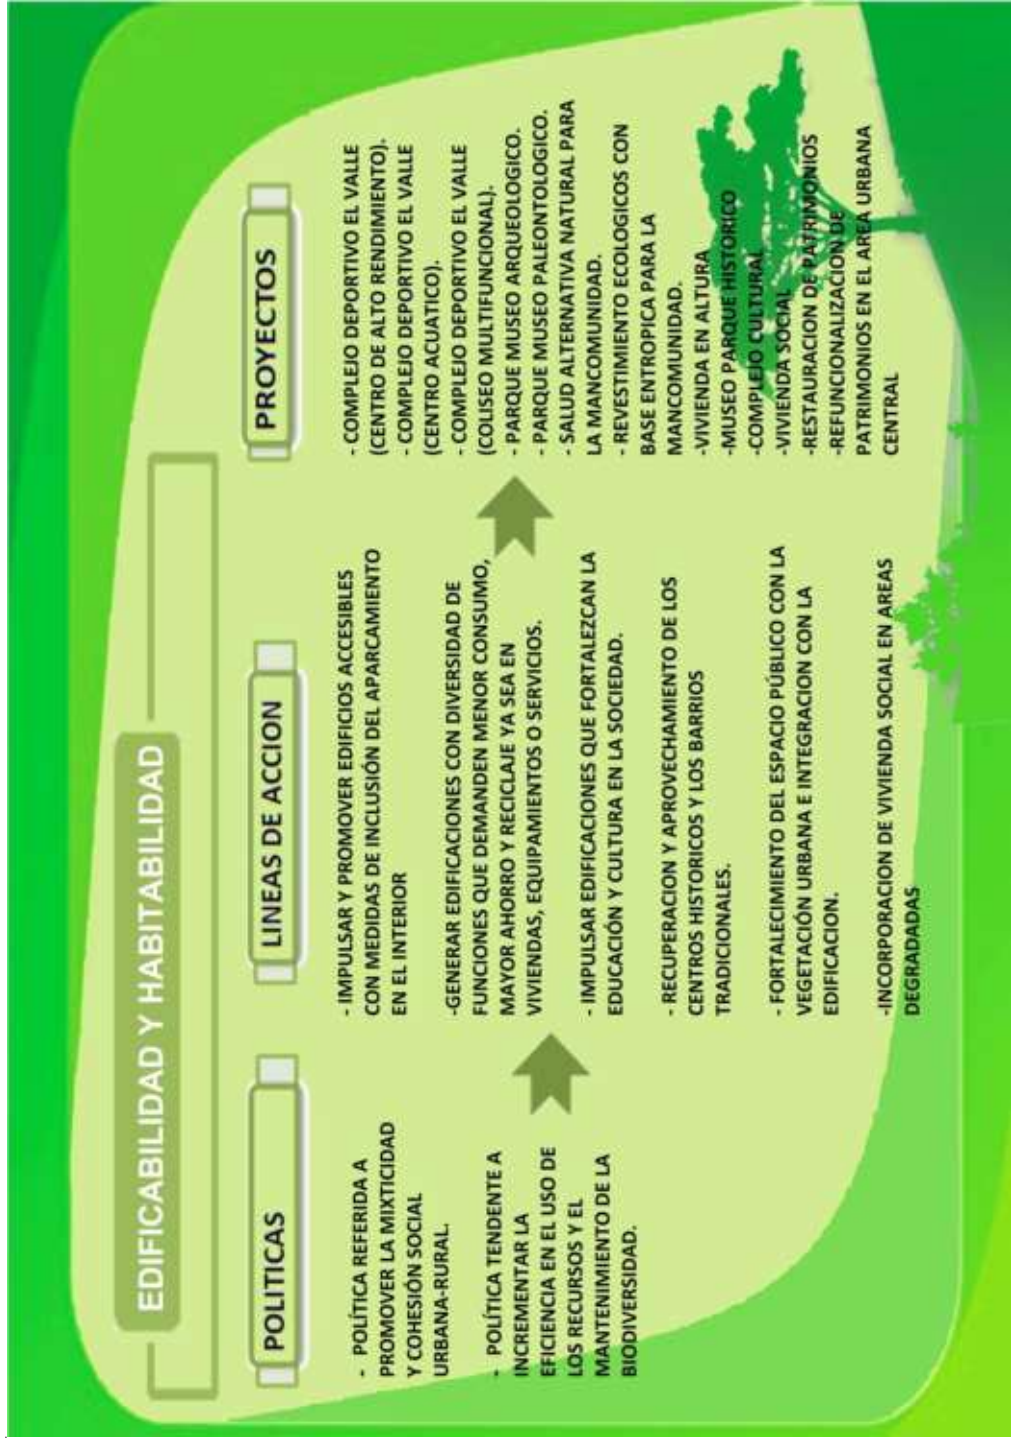 EDIFICABILIDAD Y HABITABILIDAD
POLITICAS
- POLÍTICA REFERIDA A
PROMOVER LA MIXTICIDAD
Y COHESIÓN SOCIAL
URBANA-RURAL.
- POLÍTICA TENDENTE A
INCREMENTAR LA
EFICIENCIA EN EL USO DE
LOS RECURSOS Y EL
MANTENIMIENTO DE LA
BIODIVERSIDAD.
LINEAS DE ACCION
- IMPULSAR Y PROMOVER EDIFICIOS ACCESIBLES
CON MEDIDAS DE INCLUSIÓN DEL APARCAMIENTO
EN EL INTERIOR
-GENERAR EDIFICACIONES CON DIVERSIDAD DE
FUNCIONES QUE DEMANDEN MENOR CONSUMO,
MAYOR AHORRO Y RECICLAJE YA SEA EN
VIVIENDAS, EQUIPAMIENTOS O SERVICIOS.
- IMPULSAR EDIFICACIONES QUE FORTALEZCAN LA
EDUCACIÓN Y CULTURA EN LA SOCIEDAD.
- RECUPERACION Y APROVECHAMIENTO DE LOS
CENTROS HISTORICOS Y LOS BARRIOS
TRADICIONALES.
- FORTALECIMIENTO DEL ESPACIO PÚBLICO CON LA
VEGETACIÓN URBANA E INTEGRACION CON LA
EDIFICACION.
-INCORPORACION DE VIVIENDA SOCIAL EN AREAS
DEGRADADAS
PROYECTOS
- COMPLEJO DEPORTIVO EL VALLE
(CENTRO DE ALTO RENDIMIENTO).
- COMPLEJO DEPORTIVO EL VALLE
(CENTRO ACUATICO).
- COMPLEJO DEPORTIVO EL VALLE
(COLISEO MULTIFUNCIONAL).
- PARQUE MUSEO ARQUEOLOGICO.
- PARQUE MUSEO PALEONTOLOGICO.
- SALUD ALTERNATIVA NATURAL PARA
LA MANCOMUNIDAD.
- REVESTIMIENTO ECOLOGICOS CON
BASE ENTROPICA PARA LA
MANCOMUNIDAD.
-VIVIENDA EN ALTURA
-MUSEO PARQUE HISTORICO
-COMPLEJO CULTURAL
-VIVIENDA SOCIAL
-RESTAURACION DE PATRIMONIOS
-REFUNCIONALIZACION DE
PATRIMONIOS EN EL AREA URBANA
CENTRAL